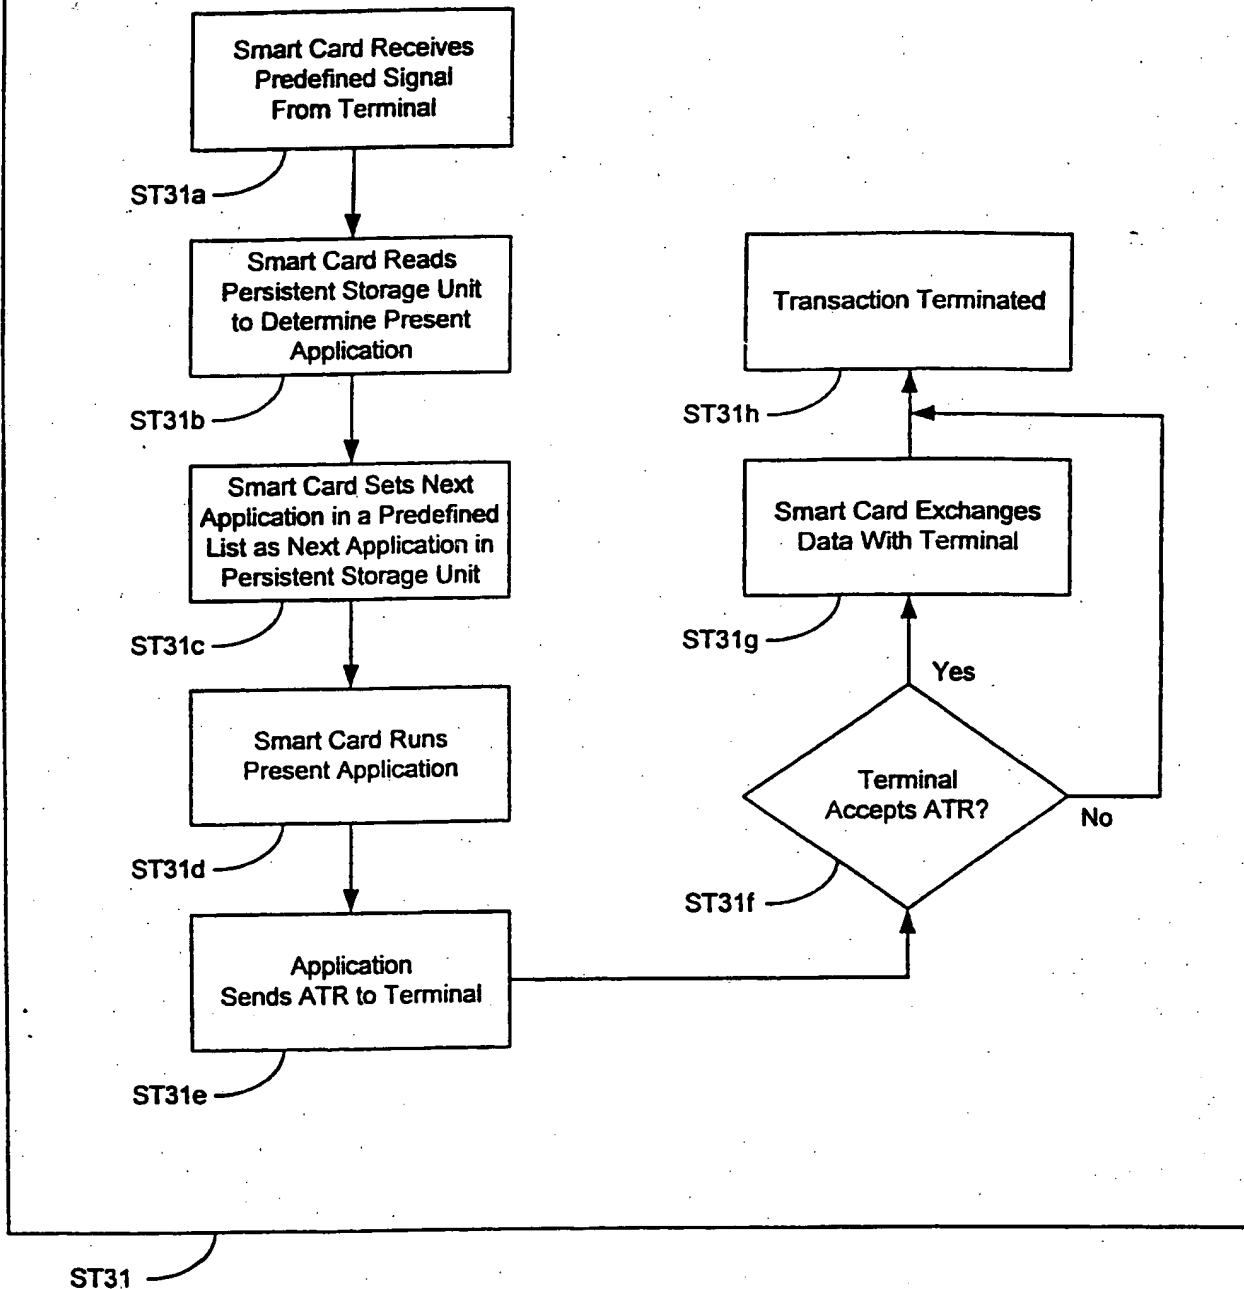 Smart Card Receives
Predefined Signal
From Terminal
ST31a
Smart Card Reads
Persistent Storage Unit
to Determine Present
Application
ST31b
Smart Card Sets Next
Application in a Predefined
List as Next Application in
Persistent Storage Unit
ST31c
Smart Card Runs
Present Application
ST31d
Application
Sends ATR to Terminal
ST31e
Transaction Terminated
ST31h
Smart Card Exchanges
Data With Terminal
ST31g
Yes
Terminal
Accepts ATR?
No
ST31f
ST31